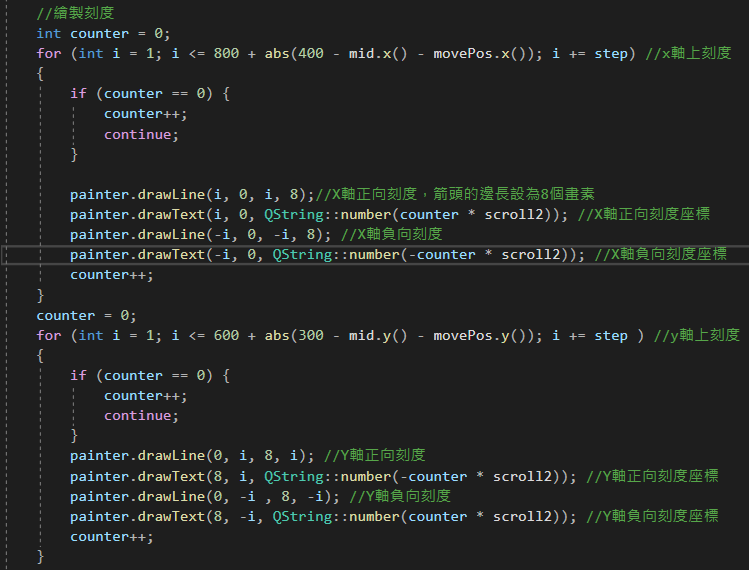 //繪製刻度
int counter = 0;
for (int i = 1; i <= 800 + abs(400 - mid.x() - movePos.x()); i += step) //x軸上刻度
{
if (counter == 0) {
counter++;
continue;
}
painter.drawLine(i, 0, i, 8);//X軸正向刻度，箭頭的邊長設為8個畫素
painter.drawText(i, 0, QString::number(counter * scroll2)); //X軸正向刻度座標
painter.drawLine(-i, 0, -i, 8); //X軸負向刻度
painter.drawText(-i, 0, QString::number(-counter * scroll2)); //X軸負向刻度座標
counter++;
}
counter = 0;
for (int i = 1; i <= 600 + abs(300 - mid.y() - movePos.y()); i += step ) //y軸上刻度
{
if (counter == 0) {
counter++;
continue;
}
painter.drawLine(0, i, 8, i); //Y軸正向刻度
painter.drawText(8, i, QString::number(-counter * scroll2)); //Y軸正向刻度座標
painter.drawLine(0, -i , 8, -i); //Y軸負向刻度
painter.drawText(8, -i, QString::number(counter * scroll2)); //Y軸負向刻度座標
counter++;
}